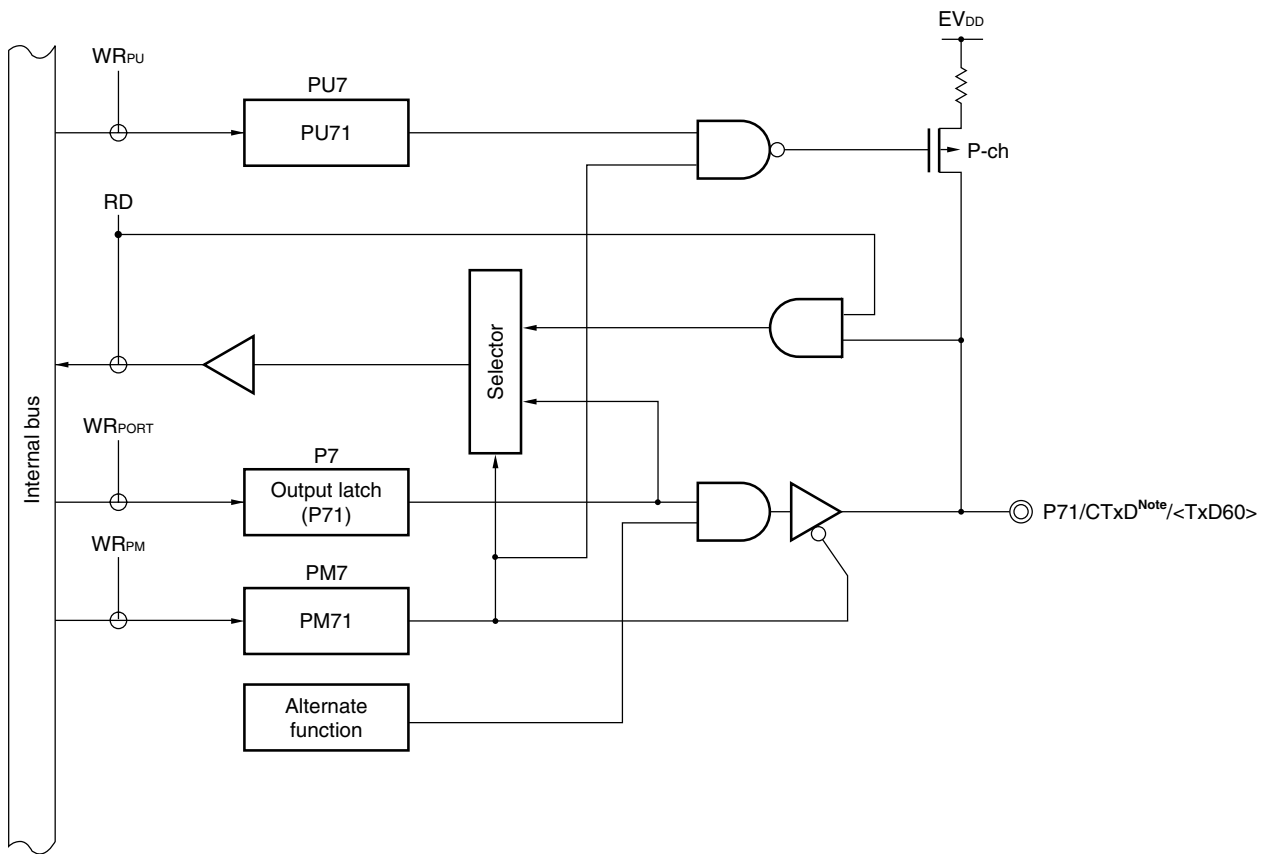 EVDD
WRPU
PU7
PU71
P-ch
RD
Selector
Internal bus
WRPORT
P7
Output latch
(P71)
P71/CTxDNote/<TxD60>
WRPM
PM7
PM71
Alternate
function